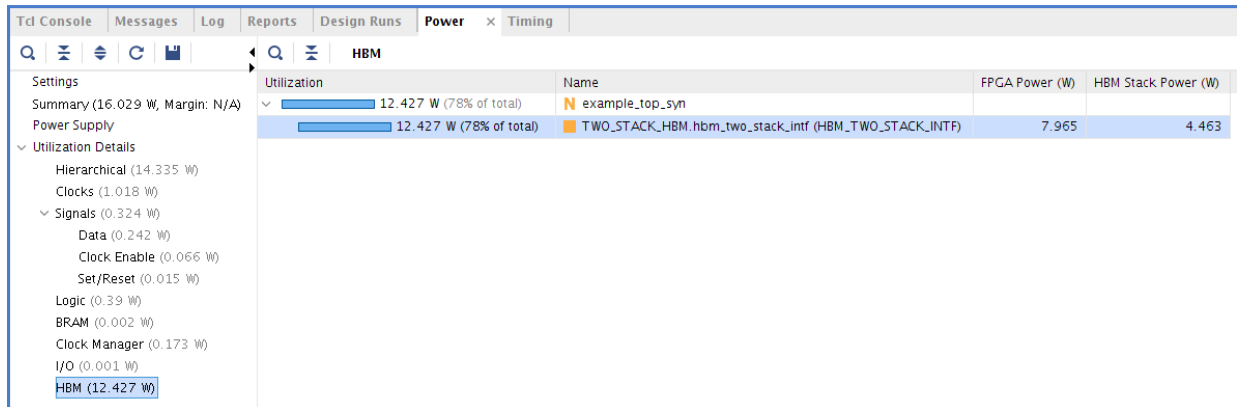 Tcl Console Messages Log Reports Design Runs Power × Timing
HBM
Settings
Summary (16.029 W, Margin: N/A)
Power Supply
Utilization Details
Hierarchical (14.335 W)
Clocks (1.018 W)
Signals (0.324 W)
Data (0.242 W)
Clock Enable (0.066 W)
Set/Reset (0.015 W)
Logic (0.39 W)
BRAM (0.002 W)
Clock Manager (0.173 W)
I/O (0.001 W)
HBM (12.427 W)
Utilization Name FPGA Power (W) HBM Stack Power (W)
12.427 W (78% of total) N example_top_syn
12.427 W (78% of total) TWO_STACK_HBM.hbm_two_stack_intf (HBM_TWO_STACK_INTF) 7.965 4.463